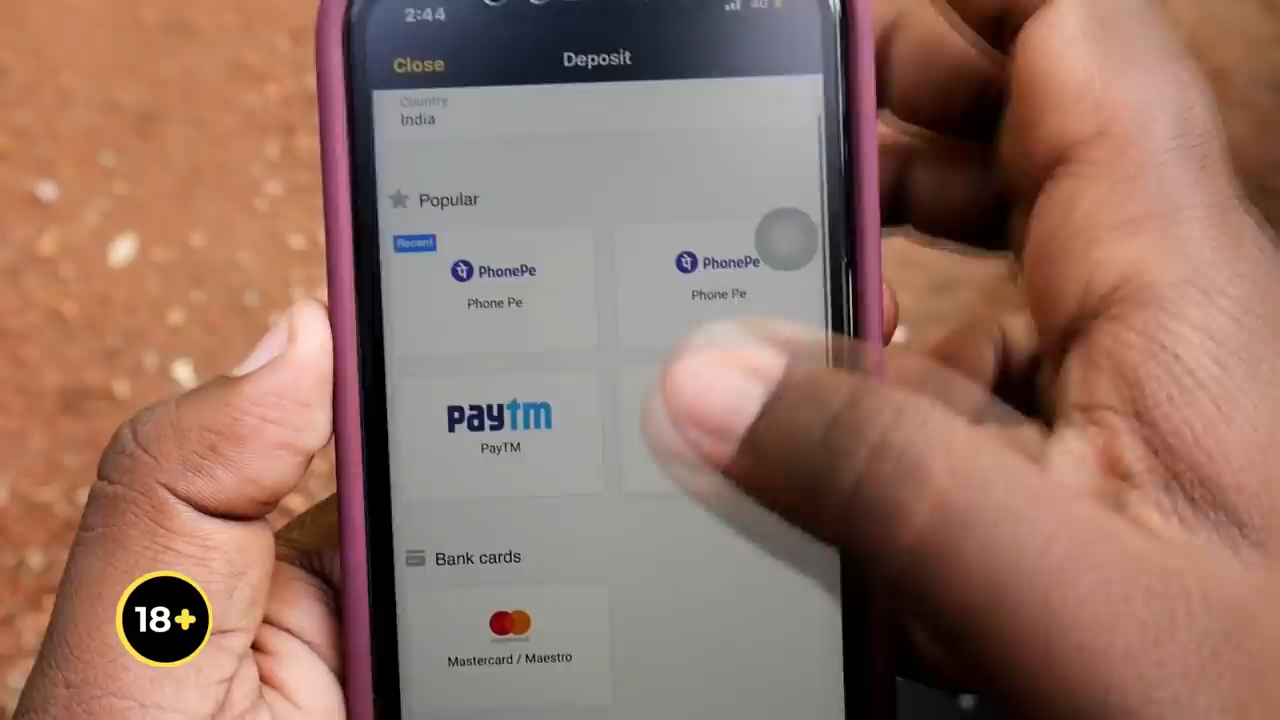 2:44
4G
Close
Deposit
Country
India
Popular
Recent
पे PhonePe
Phone Pe
पे PhonePe
Phone Pe
paytm
PayTM
Bank cards
Mastercard / Maestro
18+